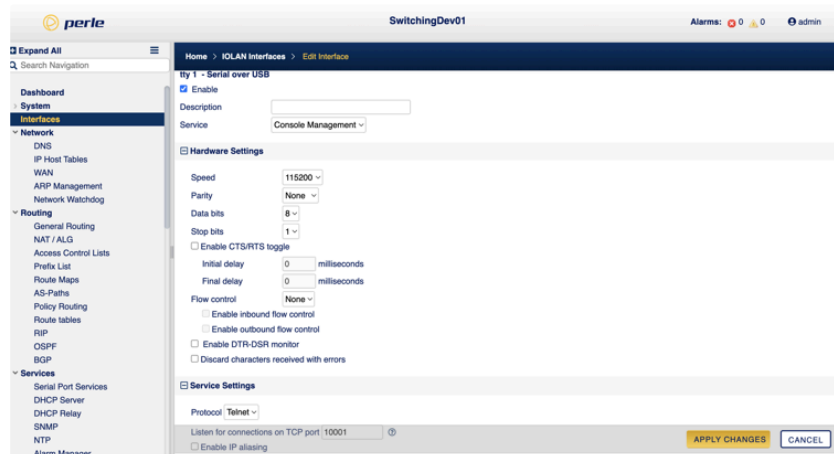 perle
SwitchingDev01
Alarms: 0 0 admin
Expand All
Search Navigation
Dashboard
System
Interfaces
Network
DNS
IP Host Tables
WAN
ARP Management
Network Watchdog
Routing
General Routing
NAT / ALG
Access Control Lists
Prefix List
Route Maps
AS-Paths
Policy Routing
Route tables
RIP
OSPF
BGP
Services
Serial Port Services
DHCP Server
DHCP Relay
SNMP
NTP
Alarm Manager
Home > IOLAN Interfaces > Edit Interface
tty 1 - Serial over USB
Enable
Description
Service Console Management
Hardware Settings
Speed 115200
Parity None
Data bits 8
Stop bits 1
Enable CTS/RTS toggle
Initial delay 0 milliseconds
Final delay 0 milliseconds
Flow control None
Enable inbound flow control
Enable outbound flow control
Enable DTR-DSR monitor
Discard characters received with errors
Service Settings
Protocol Telnet
Listen for connections on TCP port 10001
Enable IP aliasing
APPLY CHANGES CANCEL